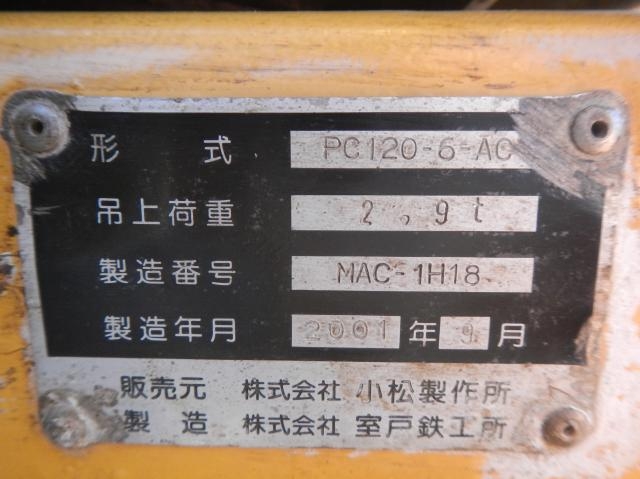 形式 PC120-6-AC
吊上荷重 2,9t
製造番号 MAC-1H18
製造年月 2001年9月
販売元 株式会社 小松製作所
製造 株式会社 室戸鉄工所